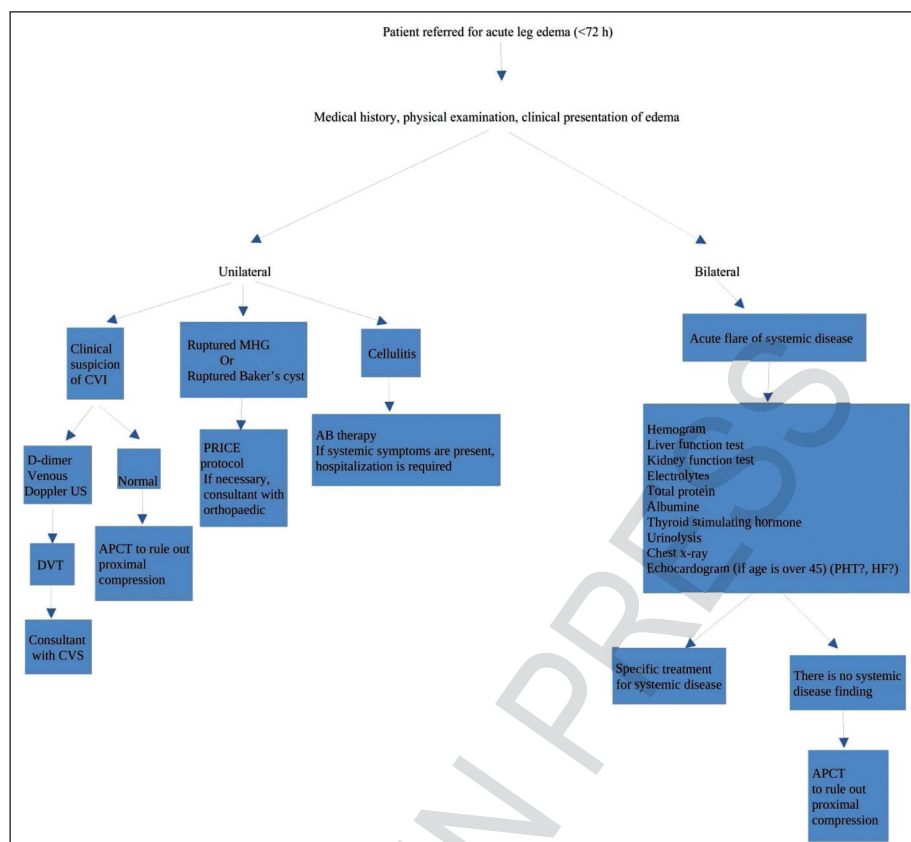 Patient referred for acute leg edema (<72 h)
Medical history, physical examination, clinical presentation of edema
Unilateral
Bilateral
Clinical
suspicion
of CVI
Ruptured MHG
Or
Ruptured Baker's cyst
Cellulitis
Acute flare of systemic disease
D-dimer
Venous
Doppler US
Normal
PRICE
protocol
If necessary,
consultant with
orthopaedic
AB therapy
If systemic symptoms are present,
hospitalization is required
Hemogram
Liver function test
Kidney function test
Electrolytes
Total protein
Albumine
Thyroid stimulating hormone
Urinolysis
Chest x-ray
Echocardogram (if age is over 45) (PHT?, HF?)
DVT
APCT to rule out
proximal
compression
Consultant
with CVS
Specific treatment
for systemic disease
There is no systemic
disease finding
APCT
to rule out
proximal
compression
IN PRESS